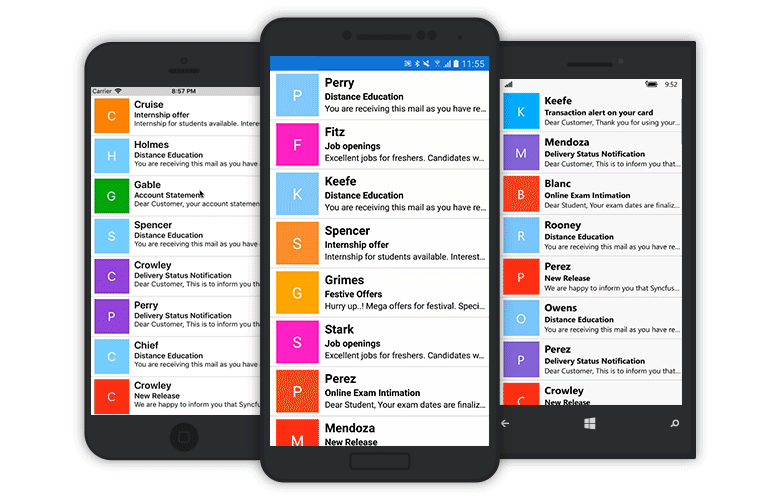 8:57 PM
C
Cruise
Internship offer
Internship for students available. Interes
H
Holmes
Distance Education
You are receiving this mail as you have
G
Gable
Account Statement
Dear Customer, your account statement
S
Spencer
Distance Education
You are receiving this mail as you have
C
Crowley
Delivery Status Notification
Dear Customer, This is to inform you th
P
Perry
Delivery Status Notification
Dear Customer, This is to inform you th
C
Chief
Distance Education
You are receiving this mail as you have
C
Crowley
New Release
We are happy to inform you that Syncfu
11:55
P
Perry
Distance Education
You are receiving this mail as you have re...
F
Fitz
Job openings
Excellent jobs for freshers. Candidates w...
K
Keefe
Distance Education
You are receiving this mail as you have re...
S
Spencer
Internship offer
Internship for students available. Interest...
G
Grimes
Festive Offers
Hurry up..! Mega offers for festival. Speci...
S
Stark
Job openings
Excellent jobs for freshers. Candidates w...
P
Perez
Online Exam Intimation
Dear Student, Your exam dates are finaliz...
M
Mendoza
New Release
9:52
K
Keefe
Transaction alert on your card
Dear Customer, Thank you for using your...
M
Mendoza
Delivery Status Notification
Dear Customer, This is to inform you that...
B
Blanc
Online Exam Intimation
Dear Student, Your exam dates are finaliz...
R
Rooney
Distance Education
You are receiving this mail as you have re...
P
Perez
New Release
We are happy to inform you that Syncfus...
O
Owens
Distance Education
You are receiving this mail as you have re...
P
Perez
Delivery Status Notification
Dear Customer, This is to inform you that...
C
Crowley
New Release